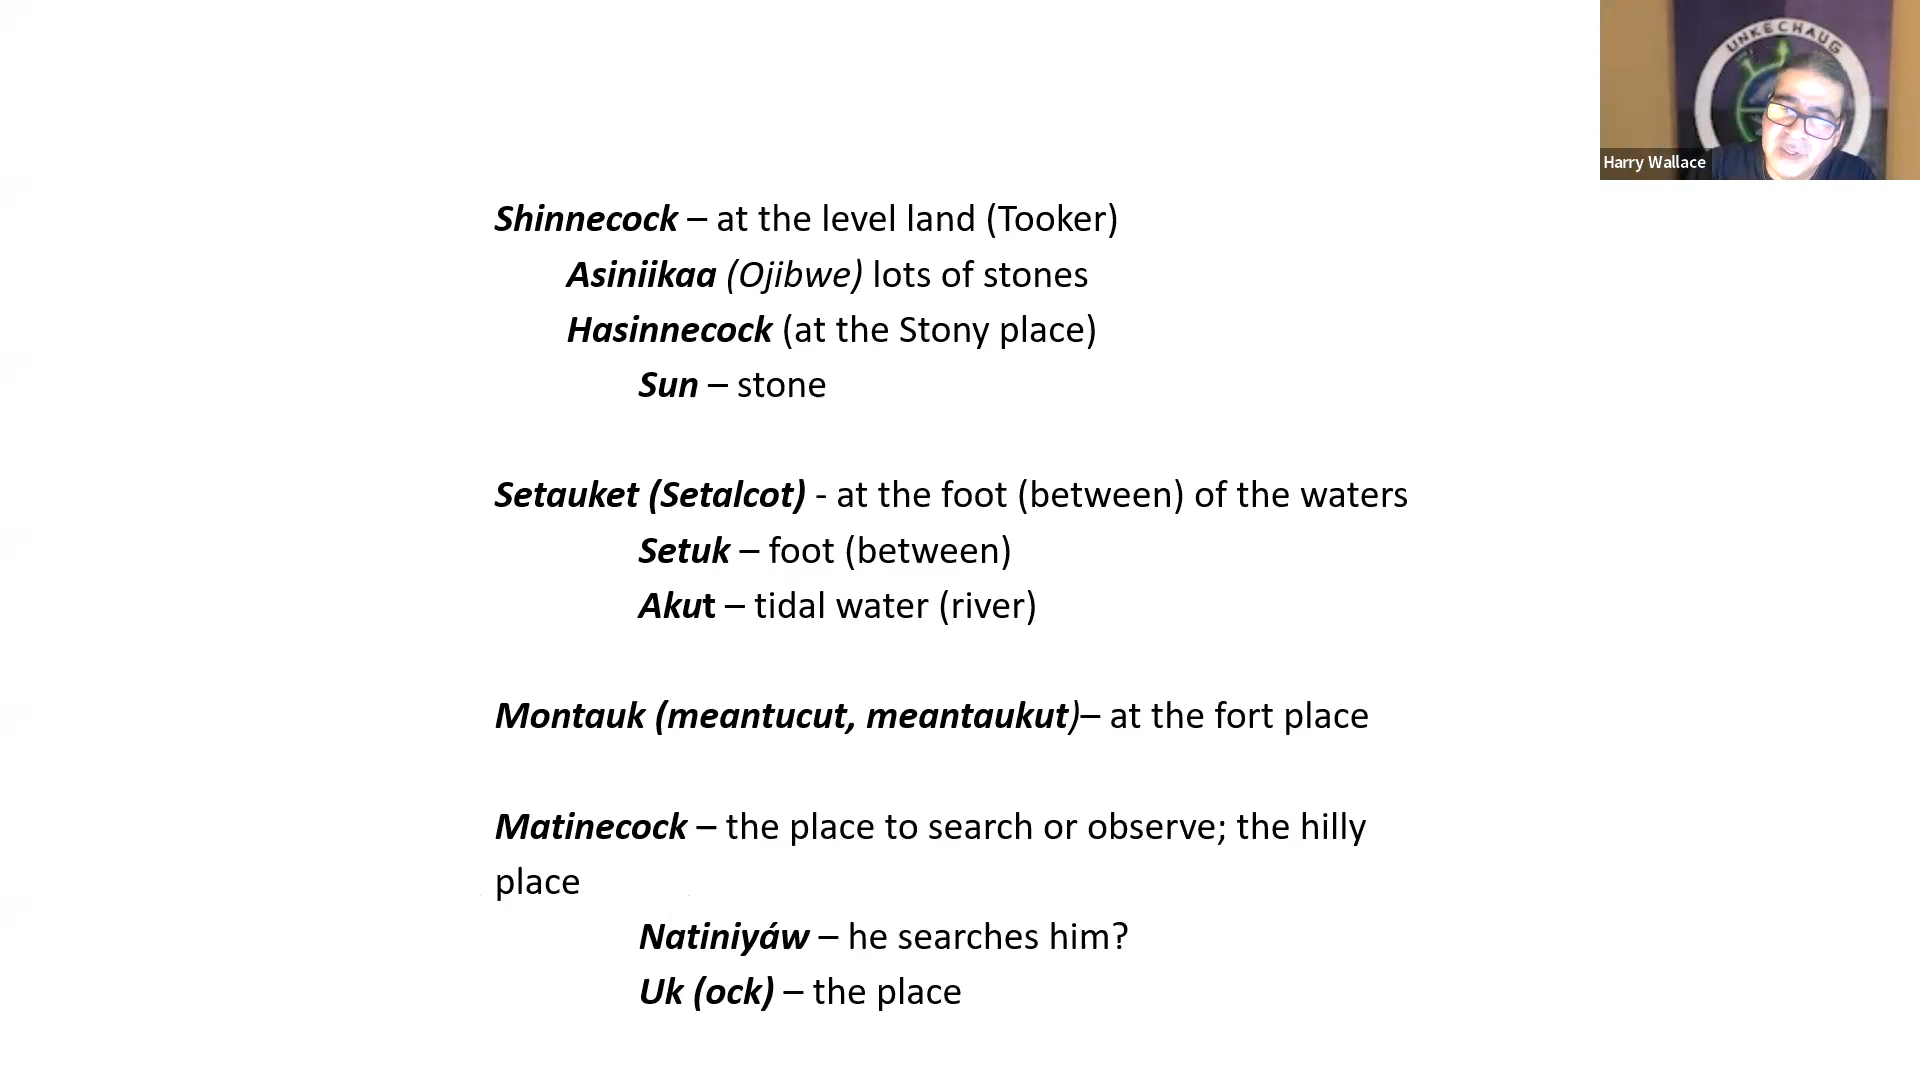 UNKECHAUG
Harry Wallace
Shinnecock – at the level land (Tooker)
Asiniikaa (Ojibwe) lots of stones
Hasinnecock (at the Stony place)
Sun – stone
Setauket (Setalcot) - at the foot (between) of the waters
Setuk – foot (between)
Akut – tidal water (river)
Montauk (meantucut, meantaukut)– at the fort place
Matinecock – the place to search or observe; the hilly
place
Natiniyáw – he searches him?
Uk (ock) – the place